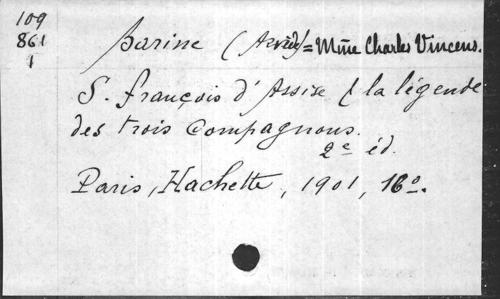 109
861
1
Barine (Arvède) = Mme Charles Vincens.
S. François d'Assise & la légende
des trois Compagnons.
2e éd.
Paris, Hachette, 1901, 16o.